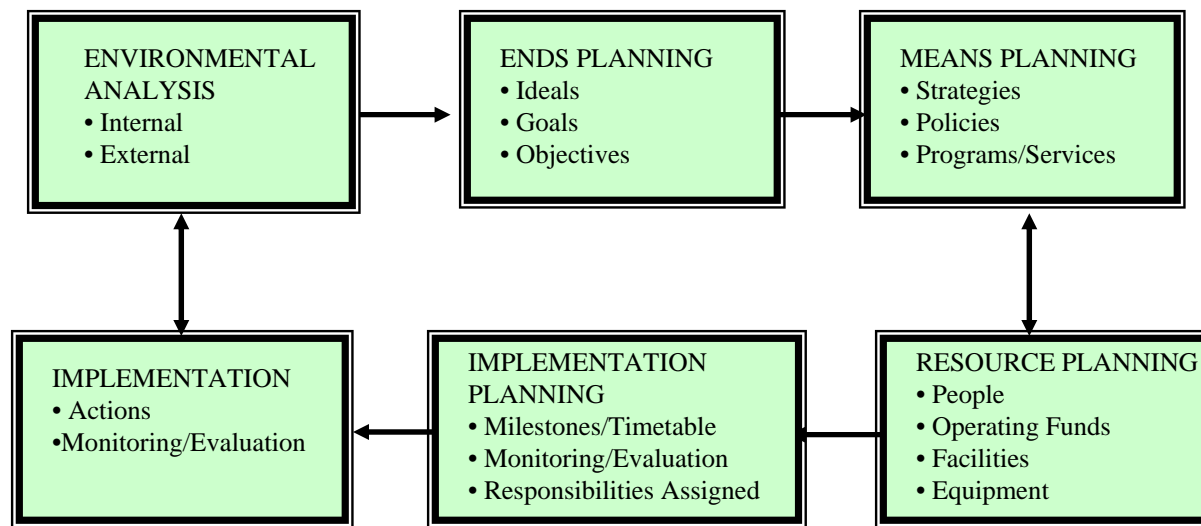 ENVIRONMENTAL
ANALYSIS
• Internal
• External
ENDS PLANNING
• Ideals
• Goals
• Objectives
MEANS PLANNING
• Strategies
• Policies
• Programs/Services
IMPLEMENTATION
• Actions
•Monitoring/Evaluation
IMPLEMENTATION
PLANNING
• Milestones/Timetable
• Monitoring/Evaluation
• Responsibilities Assigned
RESOURCE PLANNING
• People
• Operating Funds
• Facilities
• Equipment